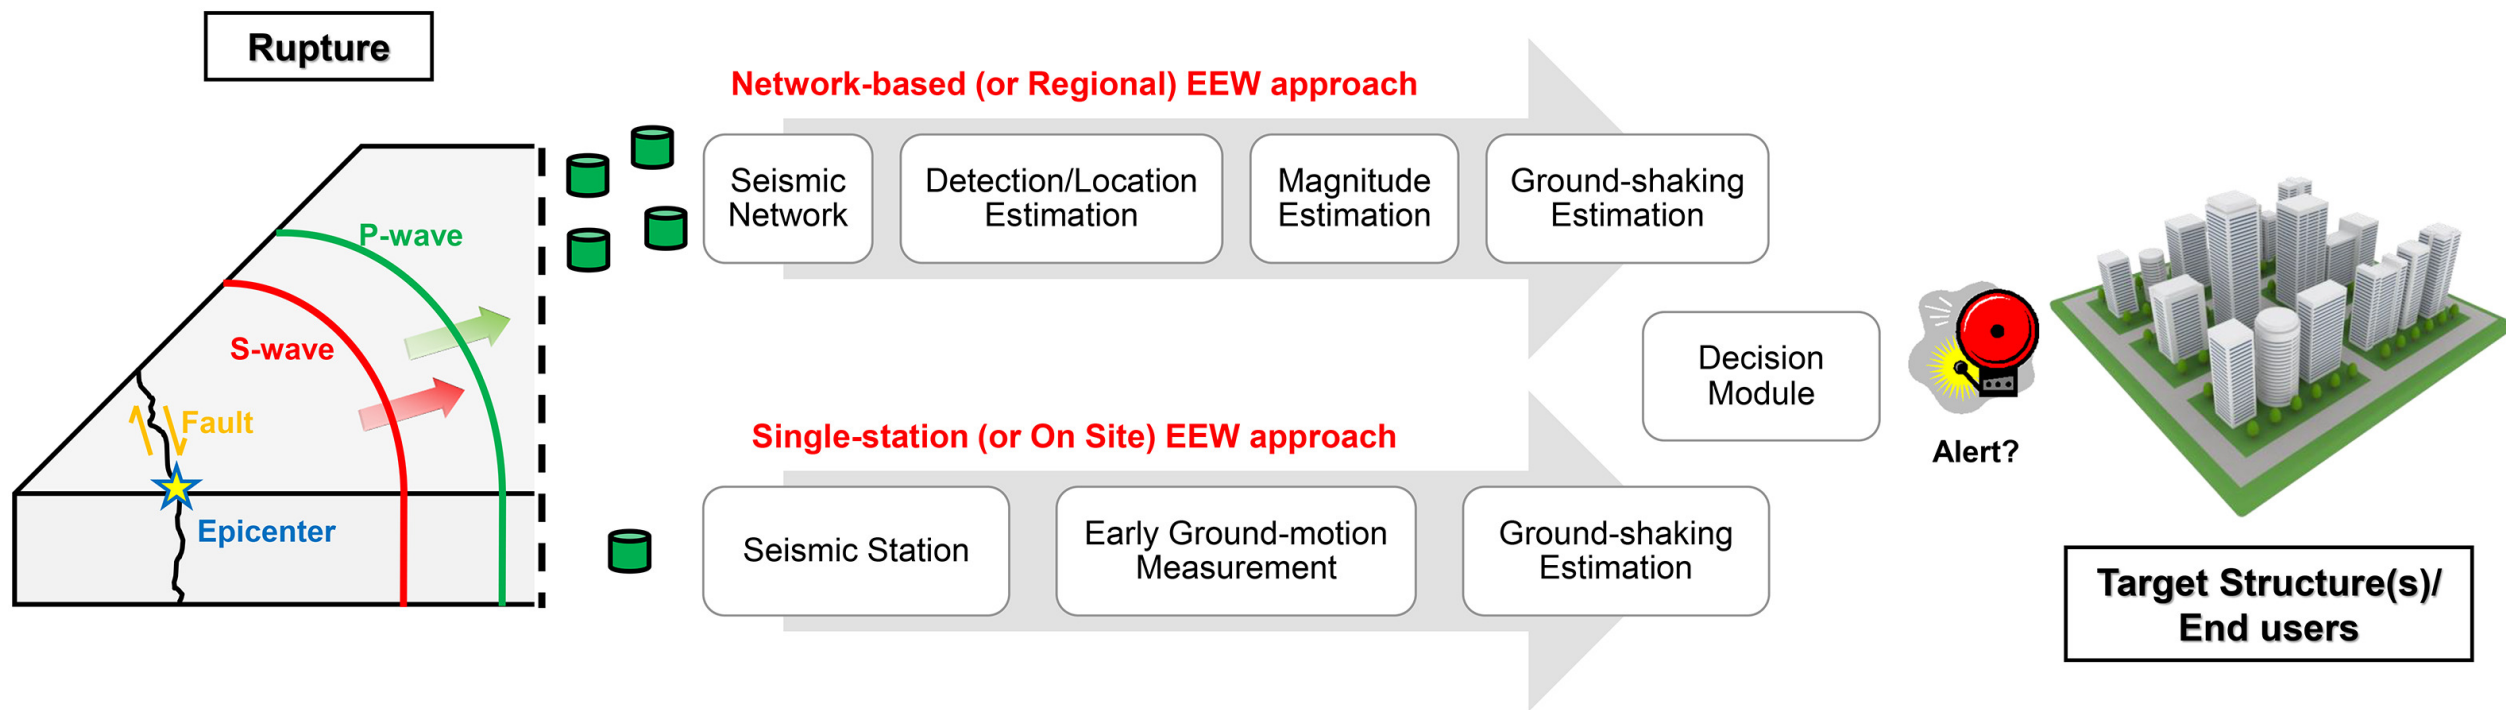 Rupture
P-wave
S-wave
Fault
Epicenter
Network-based (or Regional) EEW approach
Seismic
Network
Detection/Location
Estimation
Magnitude
Estimation
Ground-shaking
Estimation
Single-station (or On Site) EEW approach
Seismic Station
Early Ground-motion
Measurement
Ground-shaking
Estimation
Decision
Module
Alert?
Target Structure(s)/
End users